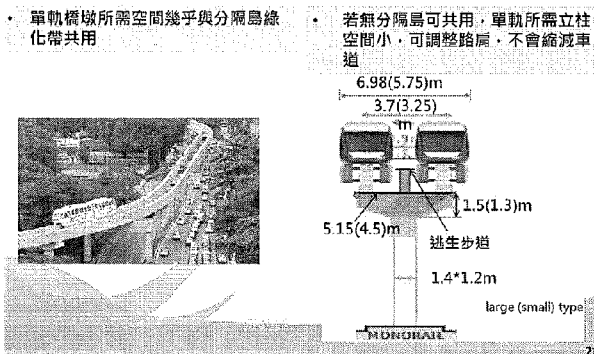 • 單軌橋墩所需空間幾乎與分隔島綠
化帶共用
• 若無分隔島可共用，單軌所需立柱
空間小，可調整路肩，不會縮減車
道
6.98(5.75)m
3.7(3.25)
m
1.5(1.3)m
5.15(4.5)m
逃生步道
1.4*1.2m
large (small) type
MONORAIL